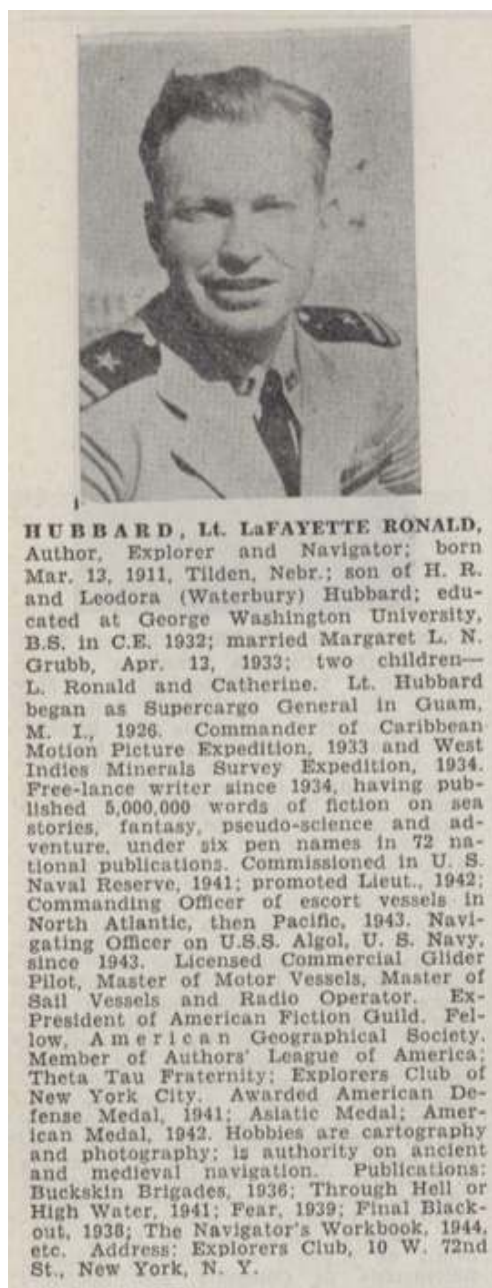 HUBBARD, Lt. LaFAYETTE RONALD,
Author, Explorer and Navigator; born
Mar. 13, 1911, Tilden, Nebr.; son of H. R.
and Leodora (Waterbury) Hubbard; edu-
cated at George Washington University,
B.S. in C.E. 1932; married Margaret L. N.
Grubb, Apr. 13, 1933; two children—
L. Ronald and Catherine. Lt. Hubbard
began as Supercargo General in Guam,
M. I., 1926. Commander of Caribbean
Motion Picture Expedition, 1933 and West
Indies Minerals Survey Expedition, 1934.
Free-lance writer since 1934, having pub-
lished 5,000,000 words of fiction on sea
stories, fantasy, pseudo-science and ad-
venture, under six pen names in 72 na-
tional publications. Commissioned in U. S.
Naval Reserve, 1941; promoted Lieut., 1942;
Commanding Officer of escort vessels in
North Atlantic, then Pacific, 1943. Navi-
gating Officer on U.S.S. Algol, U. S. Navy,
since 1943. Licensed Commercial Glider
Pilot, Master of Motor Vessels, Master of
Sail Vessels and Radio Operator. Ex-
President of American Fiction Guild. Fel-
low, American Geographical Society.
Member of Authors' League of America;
Theta Tau Fraternity; Explorers Club of
New York City. Awarded American De-
fense Medal, 1941; Asiatic Medal; Amer-
ican Medal, 1942. Hobbies are cartography
and photography; is authority on ancient
and medieval navigation. Publications:
Buckskin Brigades, 1936; Through Hell or
High Water, 1941; Fear, 1939; Final Black-
out, 1938; The Navigator's Workbook, 1944,
etc. Address: Explorers Club, 10 W. 72nd
St., New York, N. Y.